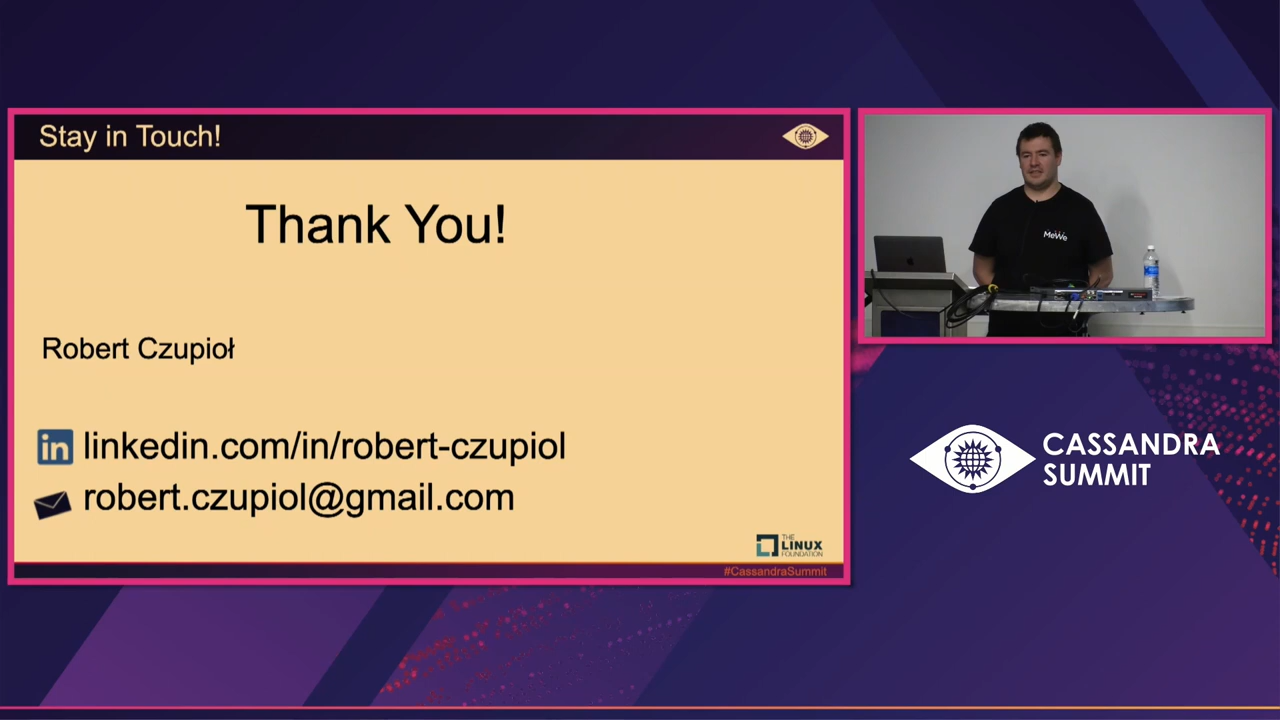 Stay in Touch!
Thank You!
Robert Czupioł
in linkedin.com/in/robert-czupiol
robert.czupiol@gmail.com
THE
LINUX
FOUNDATION
#CassandraSummit
MeWe
CASSANDRA
SUMMIT